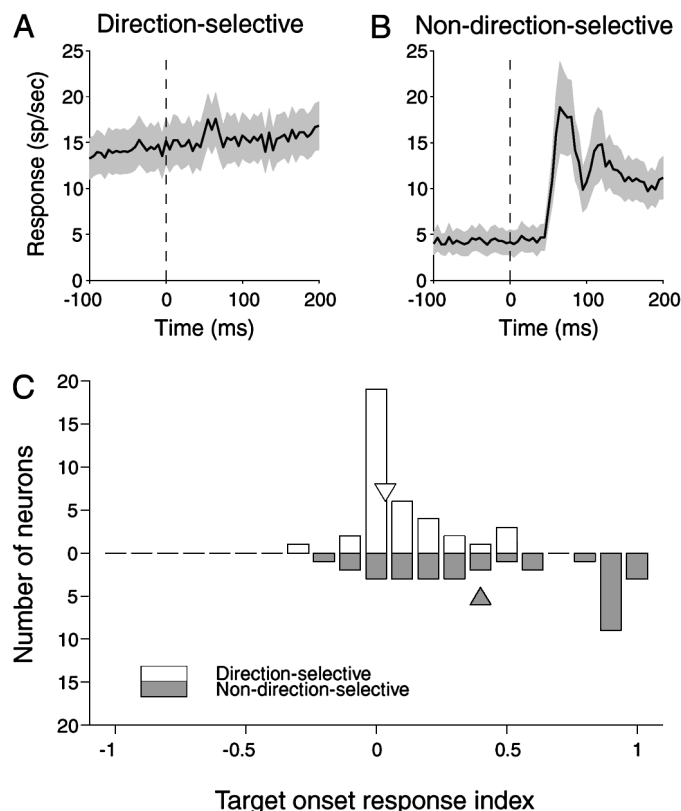 A Direction-selective
B Non-direction-selective
Response (sp/sec)
25
20
15
10
5
0
-100 0 100 200
Time (ms)
25
20
15
10
5
0
-100 0 100 200
Time (ms)
C
Number of neurons
20
15
10
5
0
5
10
15
20
Direction-selective
Non-direction-selective
-1 -0.5 0 0.5 1
Target onset response index